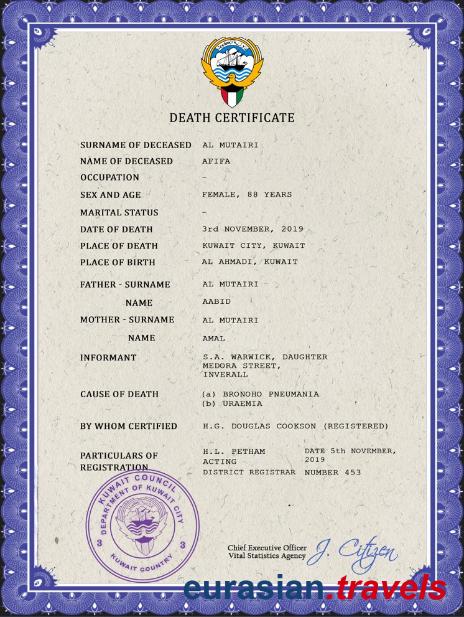 DEATH CERTIFICATE
SURNAME OF DECEASED AL MUTAIRI
NAME OF DECEASED AFIFA
OCCUPATION –
SEX AND AGE FEMALE, 88 YEARS
MARITAL STATUS –
DATE OF DEATH 3rd NOVEMBER, 2019
PLACE OF DEATH KUWAIT CITY, KUWAIT
PLACE OF BIRTH AL AHMADI, KUWAIT
FATHER - SURNAME AL MUTAIRI
NAME AABID
MOTHER - SURNAME AL MUTAIRI
NAME AMAL
INFORMANT S.A. WARWICK, DAUGHTER
MEDORA STREET,
INVERALL
CAUSE OF DEATH (a) BRONOHO PNEUMANIA
(b) URAEMIA
BY WHOM CERTIFIED H.G. DOUGLAS COOKSON (REGISTERED)
PARTICULARS OF REGISTRATION
H.L. PETHAM
ACTING
DISTRICT REGISTRAR
DATE 5th NOVEMBER,
2019
NUMBER 453
KUWAIT COUNCIL
DEPARTMENT OF KUWAIT CITY
3 3
KUWAIT COUNTRY
Chief Executive Officer
Vital Statistics Agency
J. Citizen
eurasian.travels